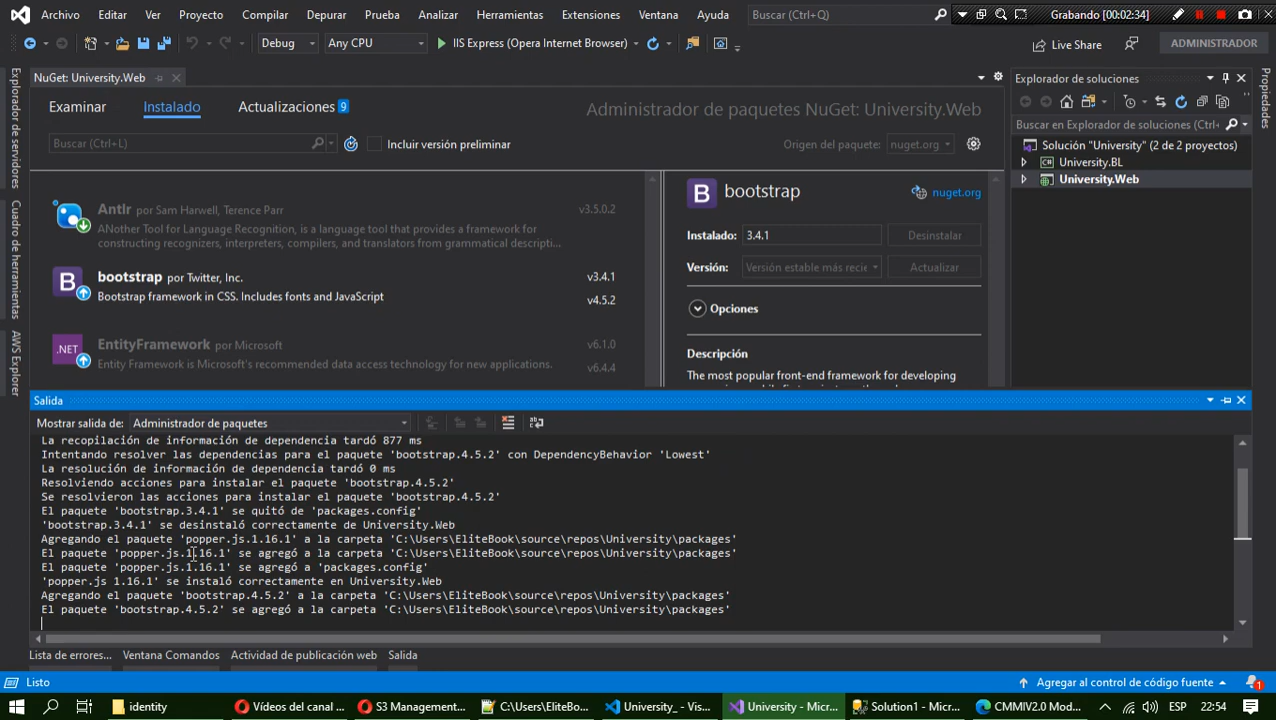 Archivo Editar Ver Proyecto Compilar Depurar Prueba Analizar Herramientas Extensiones Ventana Ayuda Buscar (Ctrl+Q) Grabando [00:02:34]
Debug Any CPU IIS Express (Opera Internet Browser) Live Share ADMINISTRADOR
NuGet: University.Web
Examinar Instalado Actualizaciones 9
Administrador de paquetes NuGet: University.Web
Buscar (Ctrl+L) Incluir versión preliminar Origen del paquete: nuget.org
Antlr por Sam Harwell, Terence Parr v3.5.0.2
ANother Tool for Language Recognition, is a language tool that provides a framework for
constructing recognizers, interpreters, compilers, and translators from grammatical descripti...
B bootstrap por Twitter, Inc. v3.4.1
Bootstrap framework in CSS. Includes fonts and JavaScript v4.5.2
.NET EntityFramework por Microsoft v6.1.0
Entity Framework is Microsoft's recommended data access technology for new applications. v6.4.4
B bootstrap nuget.org
Instalado: 3.4.1 Desinstalar
Versión: Versión estable más recie Actualizar
Opciones
Descripción
The most popular front-end framework for developing
Explorador de soluciones
Buscar en Explorador de soluciones (Ctrl+
Solución "University" (2 de 2 proyectos)
C# University.BL
University.Web
Explorador de servidores
Cuadro de herramientas
AWS Explorer
Propiedades
Salida
Mostrar salida de: Administrador de paquetes
La recopilación de información de dependencia tardó 877 ms
Intentando resolver las dependencias para el paquete 'bootstrap.4.5.2' con DependencyBehavior 'Lowest'
La resolución de información de dependencia tardó 0 ms
Resolviendo acciones para instalar el paquete 'bootstrap.4.5.2'
Se resolvieron las acciones para instalar el paquete 'bootstrap.4.5.2'
El paquete 'bootstrap.3.4.1' se quitó de 'packages.config'
'bootstrap.3.4.1' se desinstaló correctamente de University.Web
Agregando el paquete 'popper.js.1.16.1' a la carpeta 'C:\Users\EliteBook\source\repos\University\packages'
El paquete 'popper.js.1.16.1' se agregó a la carpeta 'C:\Users\EliteBook\source\repos\University\packages'
El paquete 'popper.js.1.16.1' se agregó a 'packages.config'
'popper.js 1.16.1' se instaló correctamente en University.Web
Agregando el paquete 'bootstrap.4.5.2' a la carpeta 'C:\Users\EliteBook\source\repos\University\packages'
El paquete 'bootstrap.4.5.2' se agregó a la carpeta 'C:\Users\EliteBook\source\repos\University\packages'
Lista de errores... Ventana Comandos Actividad de publicación web Salida
Listo Agregar al control de código fuente 1
identity Vídeos del canal ... S3 Management... C:\Users\EliteBo... University_ - Vis... University - Micr... Solution1 - Micr... CMMIV2.0 Mod... ESP 22:54